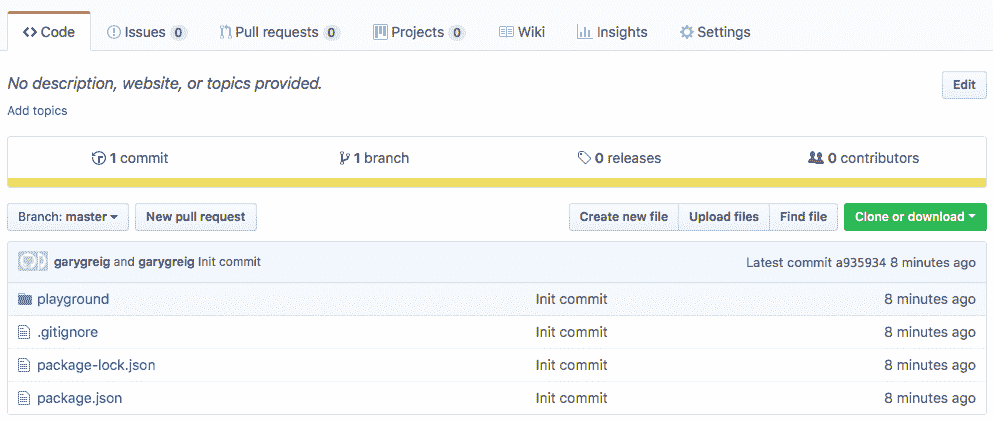 Code Issues 0 Pull requests 0 Projects 0 Wiki Insights Settings
No description, website, or topics provided. Edit
Add topics
1 commit 1 branch 0 releases 0 contributors
Branch: master New pull request Create new file Upload files Find file Clone or download
garygreig and garygreig Init commit Latest commit a935934 8 minutes ago
playground Init commit 8 minutes ago
.gitignore Init commit 8 minutes ago
package-lock.json Init commit 8 minutes ago
package.json Init commit 8 minutes ago